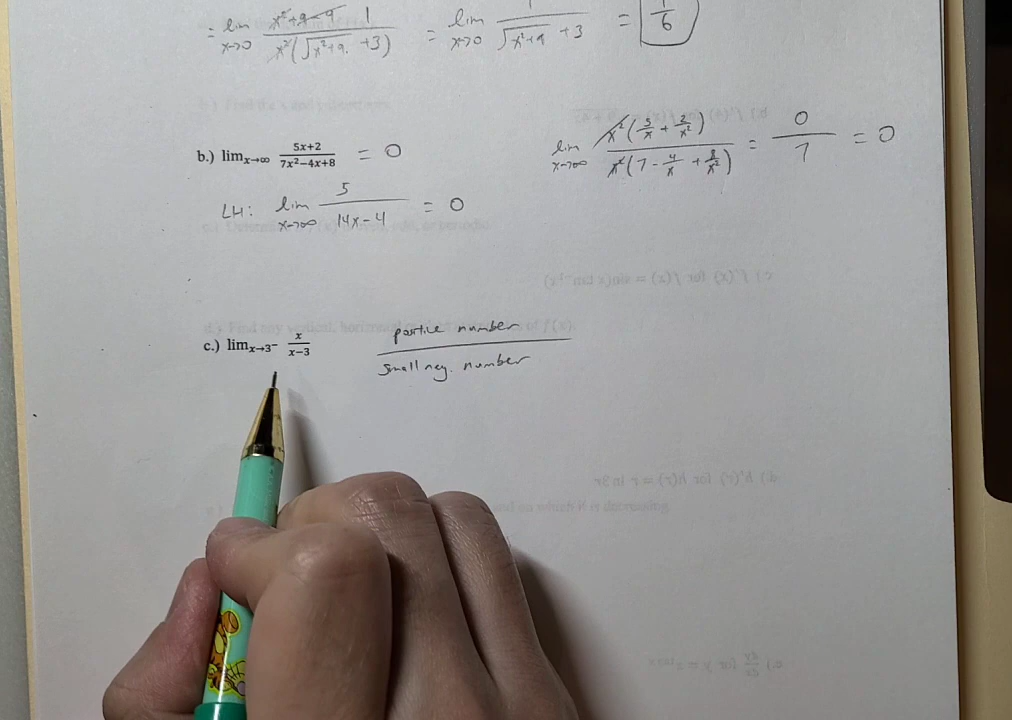 = lim x→0 x²+9-9 1 / x²(√x²+9 +3) = lim x→0 1 / √x²+9 +3 = 1/6
b.) lim x→∞ 5x+2 / 7x²−4x+8 = 0
lim x→∞ x²(5/x + 2/x²) / x²(7 - 4/x + 8/x²) = 0 / 7 = 0
LH: lim x→∞ 5 / 14x-4 = 0
c.) lim x→3⁻ x / x−3
positive number / small neg. number